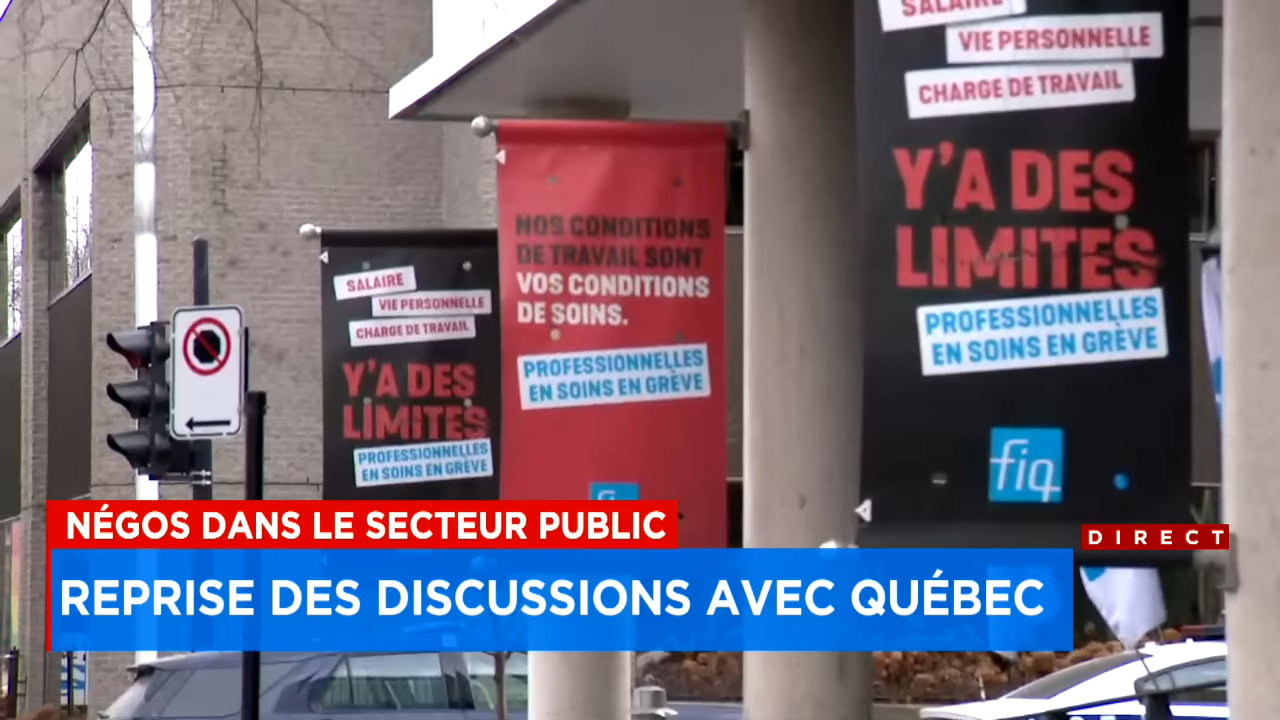 SALAIRE
VIE PERSONNELLE
CHARGE DE TRAVAIL
Y'A DES
LIMITES
PROFESSIONNELLES
EN SOINS EN GRÈVE
NOS CONDITIONS
DE TRAVAIL SONT
VOS CONDITIONS
DE SOINS.
PROFESSIONNELLES
EN SOINS EN GRÈVE
fiq
SALAIRE
VIE PERSONNELLE
CHARGE DE TRAVAIL
Y'A DES
LIMITES
PROFESSIONNELLES
EN SOINS EN GRÈVE
fiq
NÉGOS DANS LE SECTEUR PUBLIC
DIRECT
REPRISE DES DISCUSSIONS AVEC QUÉBEC